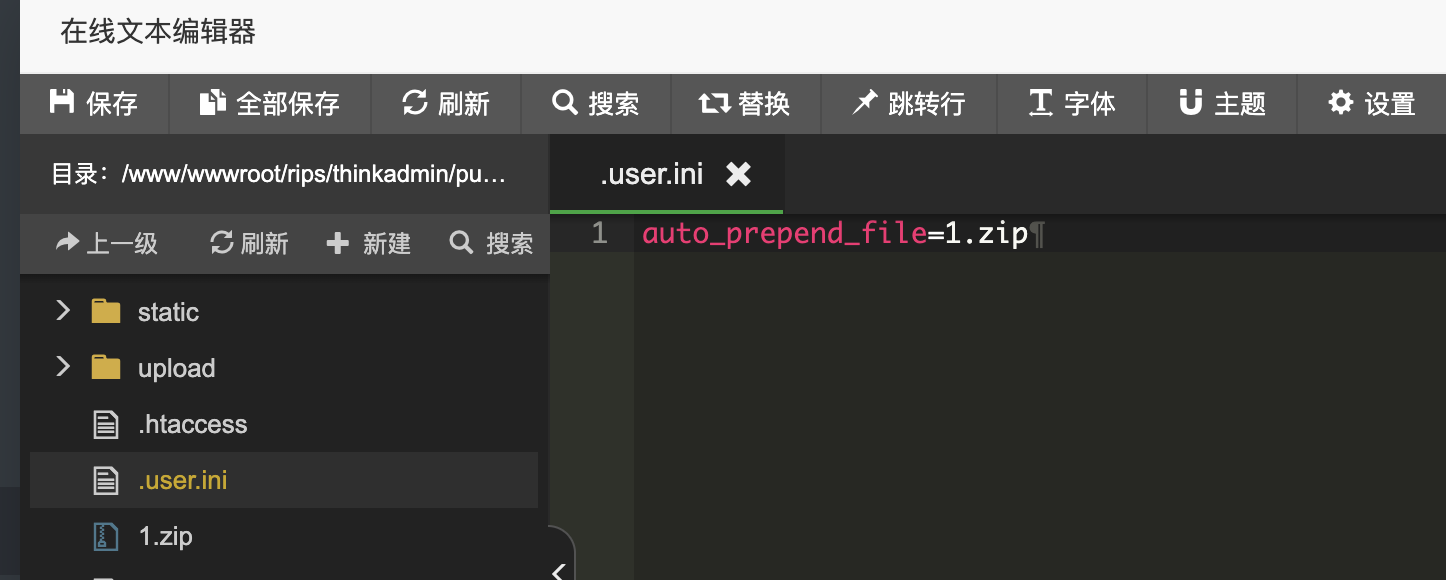 在线文本编辑器
保存 全部保存 刷新 搜索 替换 跳转行 字体 主题 设置
目录：/www/wwwroot/rips/thinkadmin/pu...
.user.ini
上一级 刷新 新建 搜索
1 auto_prepend_file=1.zip¶
static
upload
.htaccess
.user.ini
1.zip